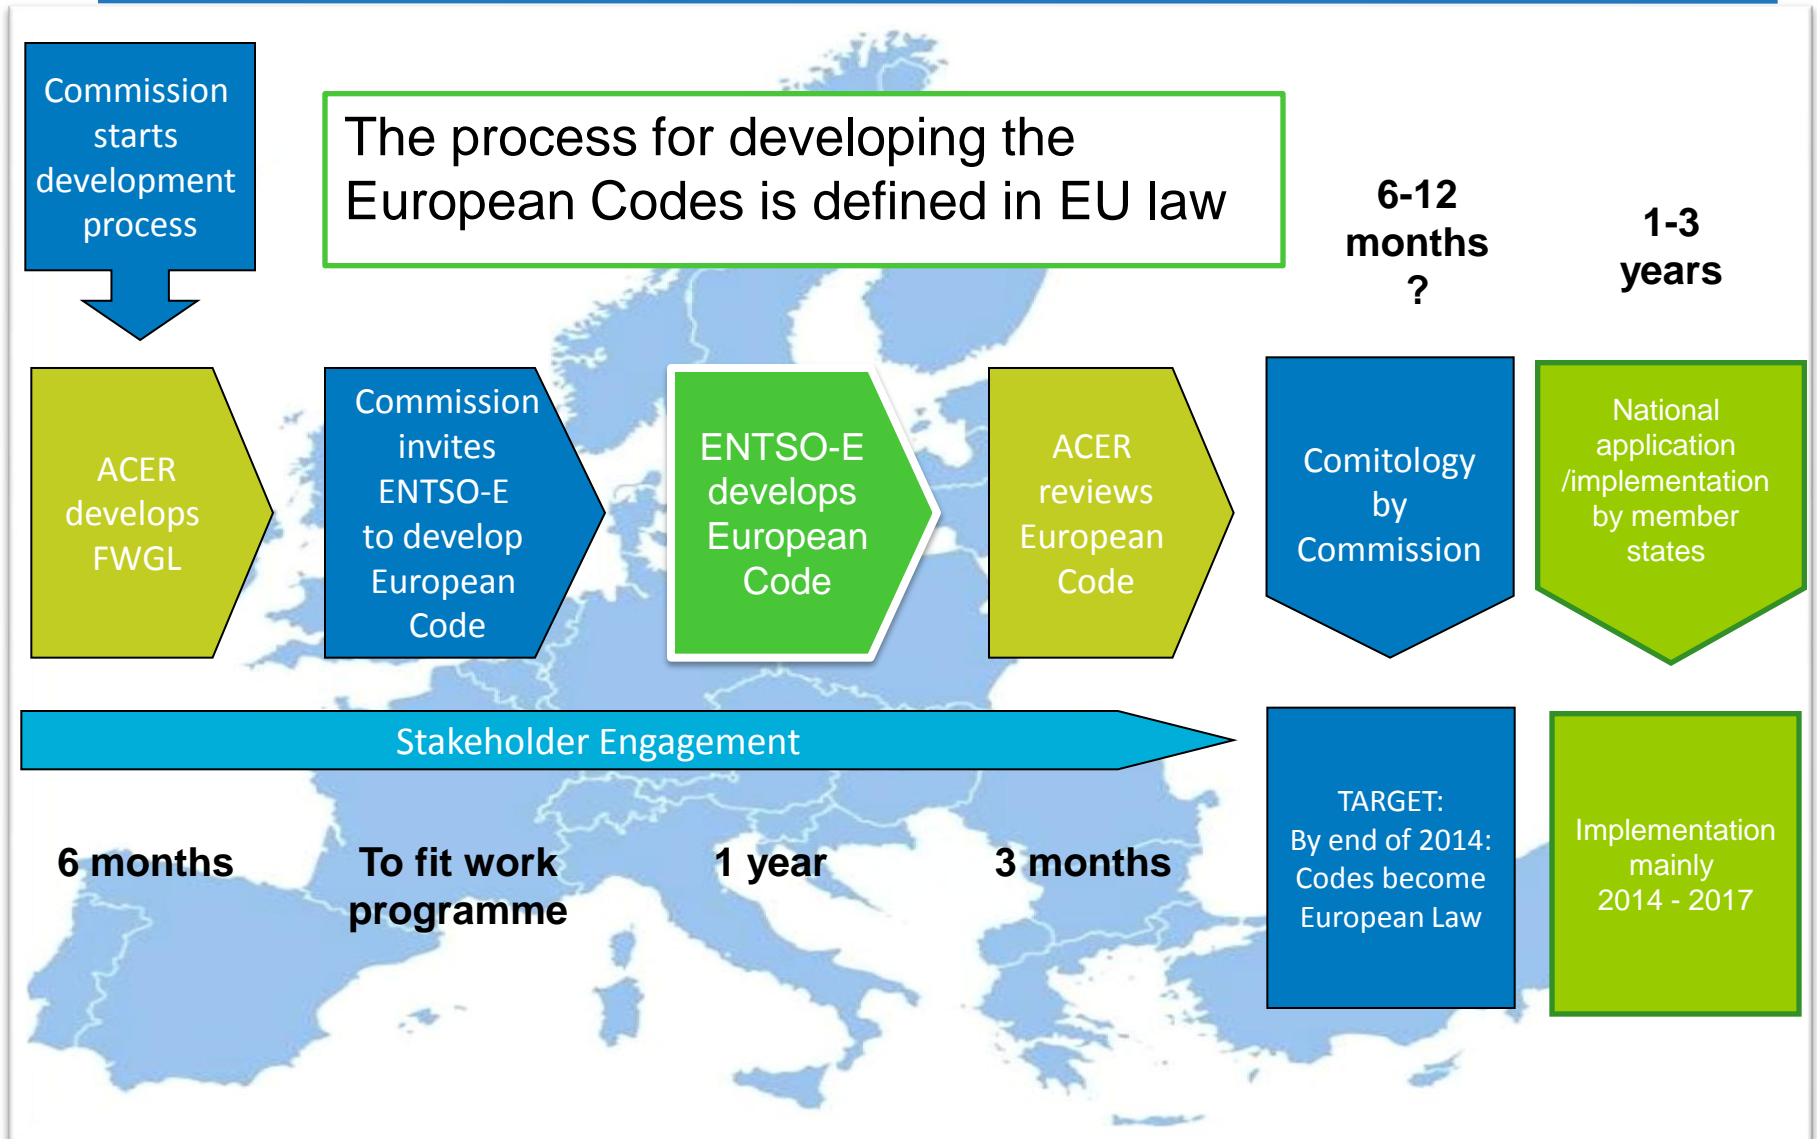 Commission
starts
development
process
The process for developing the
European Codes is defined in EU law
6-12
months
?
1-3
years
ACER
develops
FWGL
Commission
invites
ENTSO-E
to develop
European
Code
ENTSO-E
develops
European
Code
ACER
reviews
European
Code
Comitology
by
Commission
National
application
/implementation
by member
states
Stakeholder Engagement
6 months
To fit work
programme
1 year
3 months
TARGET:
By end of 2014:
Codes become
European Law
Implementation
mainly
2014 - 2017